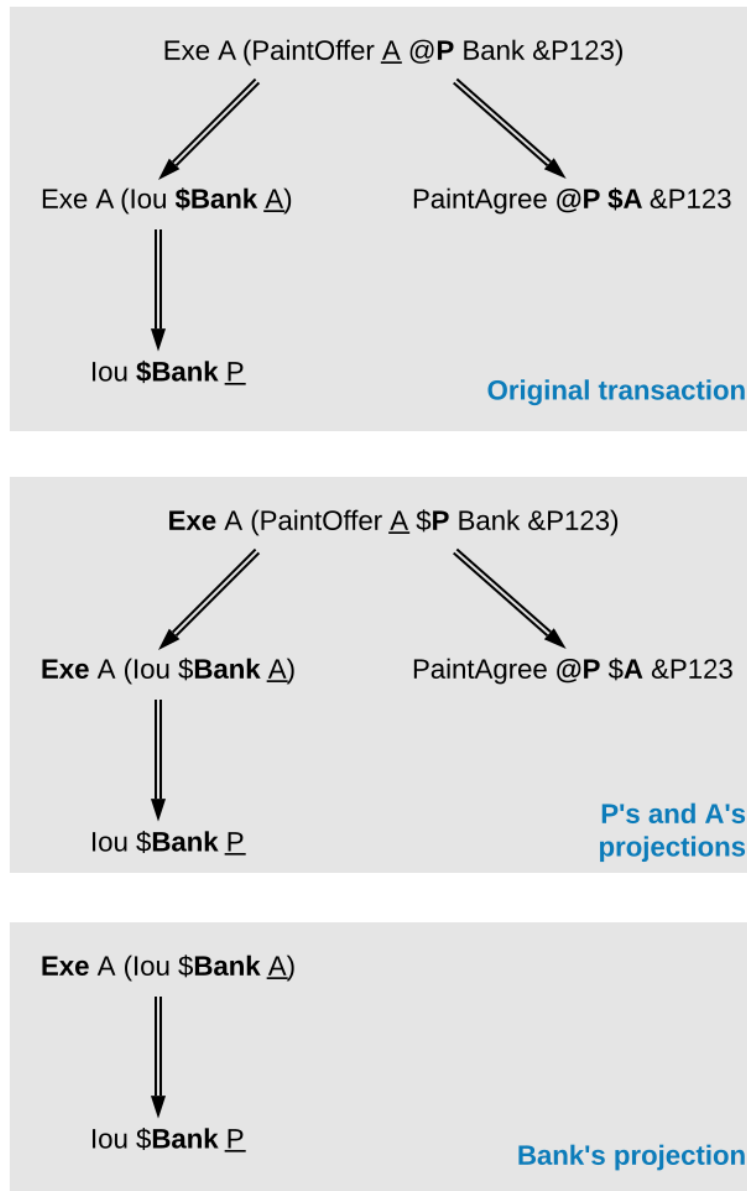 Exe A (PaintOffer A @P Bank &P123)
Exe A (Iou $Bank A)
PaintAgree @P $A &P123
Iou $Bank P
Original transaction
Exe A (PaintOffer A $P Bank &P123)
Exe A (Iou $Bank A)
PaintAgree @P $A &P123
Iou $Bank P
P's and A's
projections
Exe A (Iou $Bank A)
Iou $Bank P
Bank's projection